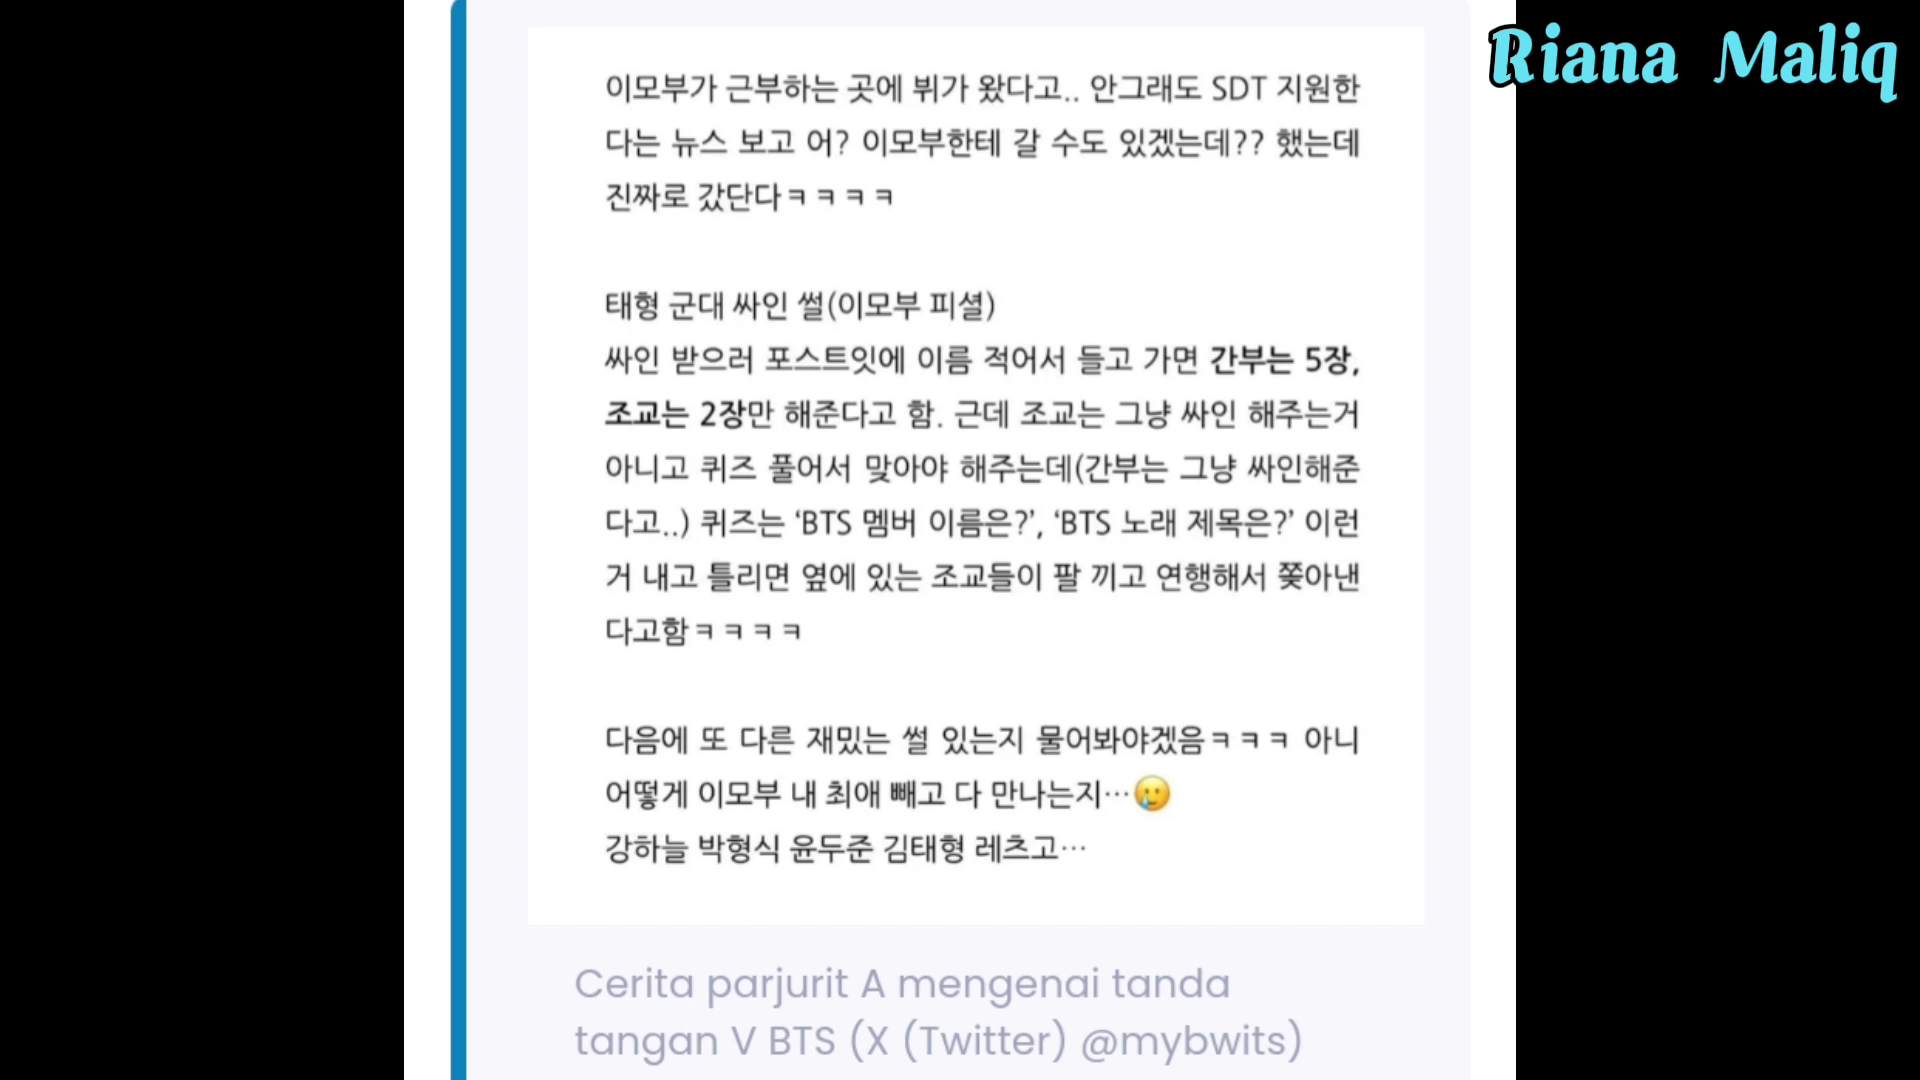 Riana Maliq
이모부가 근부하는 곳에 뷔가 왔다고.. 안그래도 SDT 지원한
다는 뉴스 보고 어? 이모부한테 갈 수도 있겠는데?? 했는데
진짜로 갔단다ㅋㅋㅋㅋ
태형 군대 싸인 썰(이모부 피셜)
싸인 받으러 포스트잇에 이름 적어서 들고 가면 간부는 5장,
조교는 2장만 해준다고 함. 근데 조교는 그냥 싸인 해주는거
아니고 퀴즈 풀어서 맞아야 해주는데(간부는 그냥 싸인해준
다고..) 퀴즈는 ‘BTS 멤버 이름은?’, ‘BTS 노래 제목은?’ 이런
거 내고 틀리면 옆에 있는 조교들이 팔 끼고 연행해서 쫒아낸
다고함ㅋㅋㅋㅋ
다음에 또 다른 재밌는 썰 있는지 물어봐야겠음ㅋㅋㅋ 아니
어떻게 이모부 내 최애 빼고 다 만나는지…🥲
강하늘 박형식 윤두준 김태형 레츠고…
Cerita parjurit A mengenai tanda
tangan V BTS (X (Twitter) @mybwits)